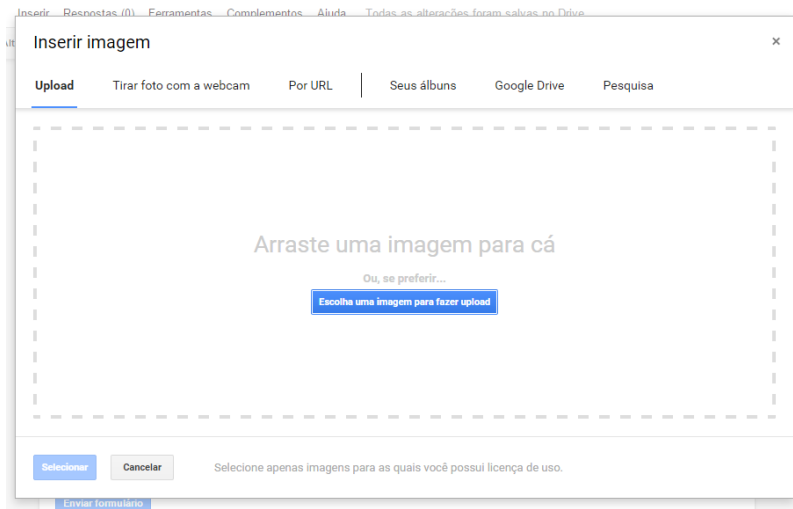 Inserir Respostas (0) Ferramentas Complementos Ajuda Todas as alterações foram salvas no Drive
Alt
Inserir imagem ×
Upload Tirar foto com a webcam Por URL Seus álbuns Google Drive Pesquisa
Arraste uma imagem para cá
Ou, se preferir...
Escolha uma imagem para fazer upload
Selecionar Cancelar Selecione apenas imagens para as quais você possui licença de uso.
Enviar formulário